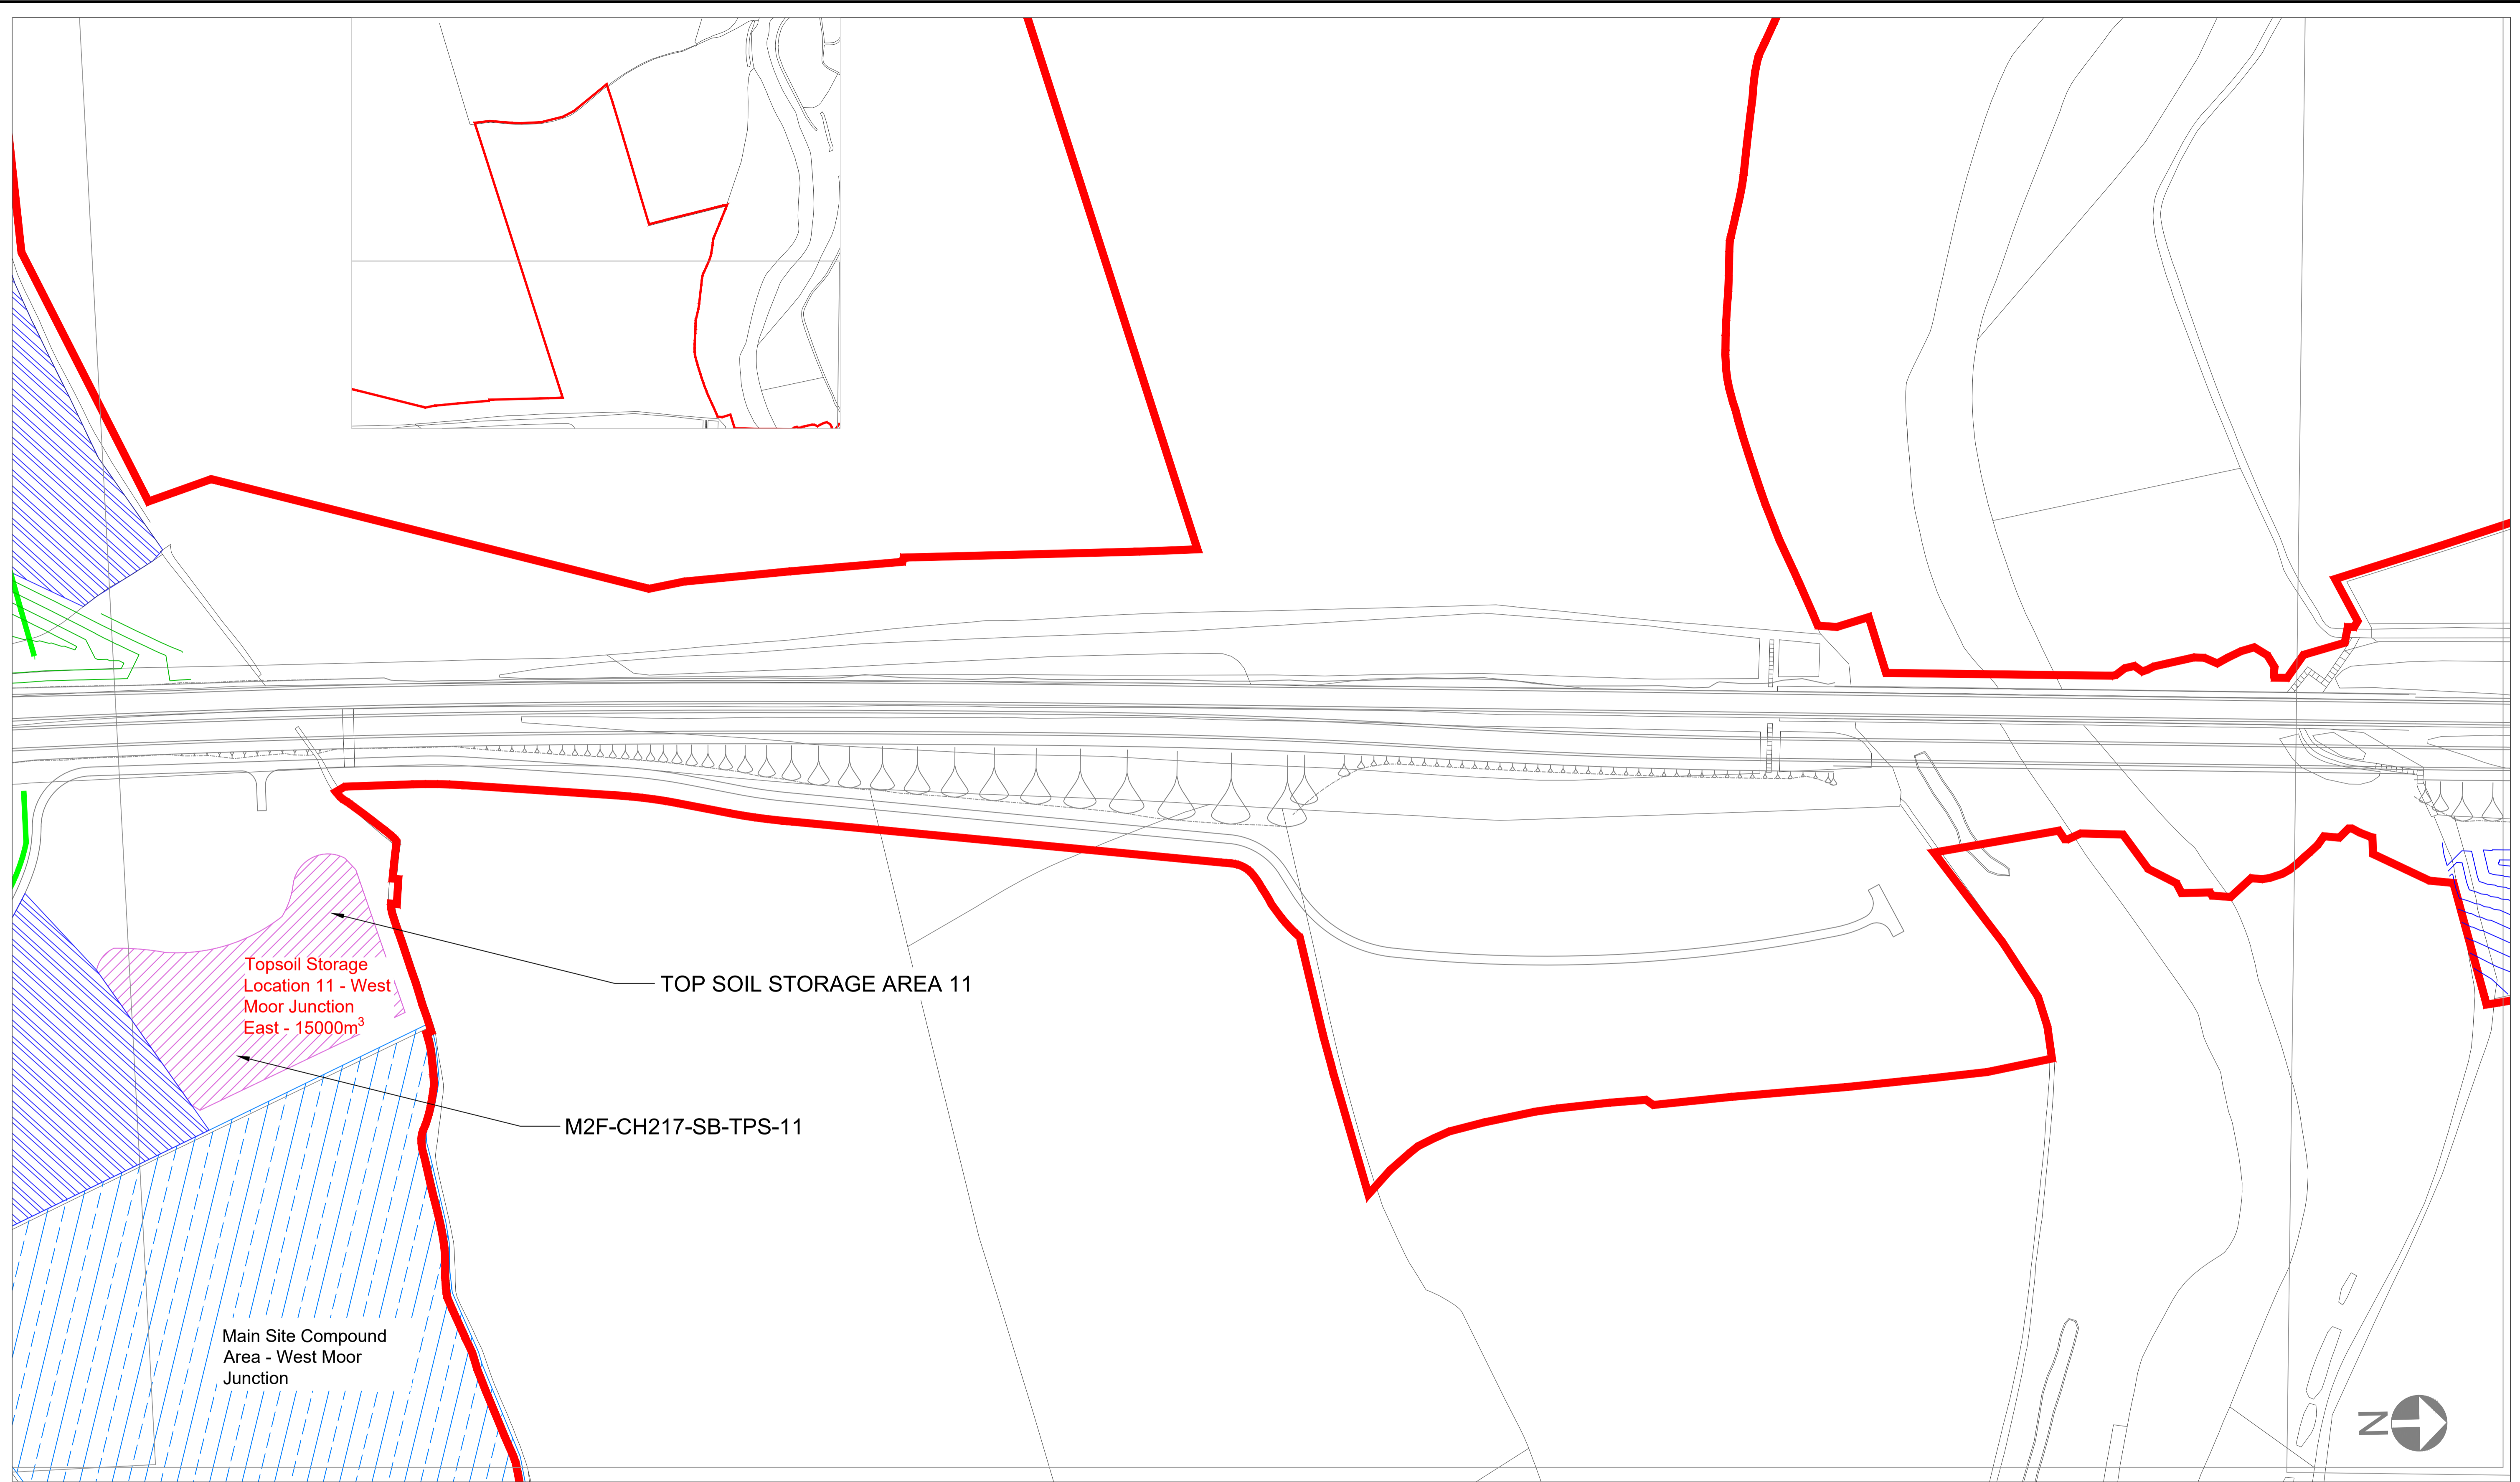 TOP SOIL STORAGE AREA 11
Topsoil Storage
Location 11 - West
Moor Junction
East - 15000m³
M2F-CH217-SB-TPS-11
Main Site Compound
Area - West Moor
Junction
N